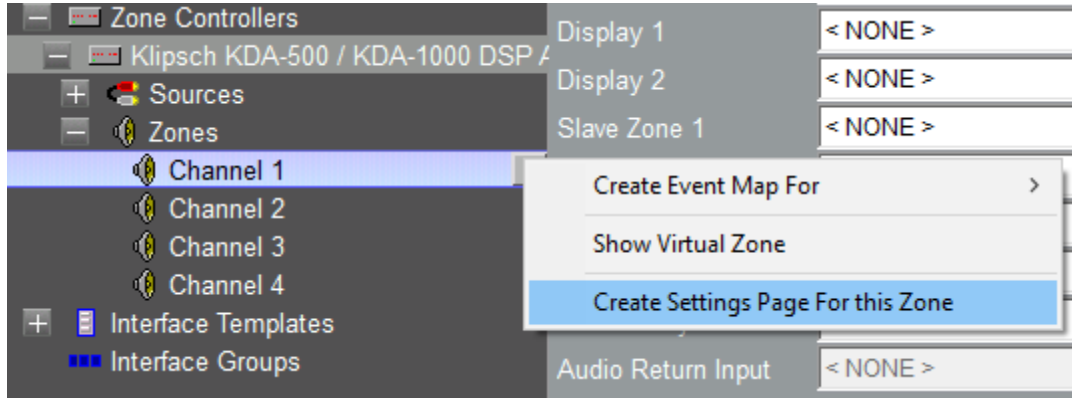 Zone Controllers
Klipsch KDA-500 / KDA-1000 DSP
Sources
Zones
Channel 1
Channel 2
Channel 3
Channel 4
Interface Templates
Interface Groups
Display 1 < NONE >
Display 2 < NONE >
Slave Zone 1 < NONE >
Create Event Map For >
Show Virtual Zone
Create Settings Page For this Zone
Audio Return Input < NONE >